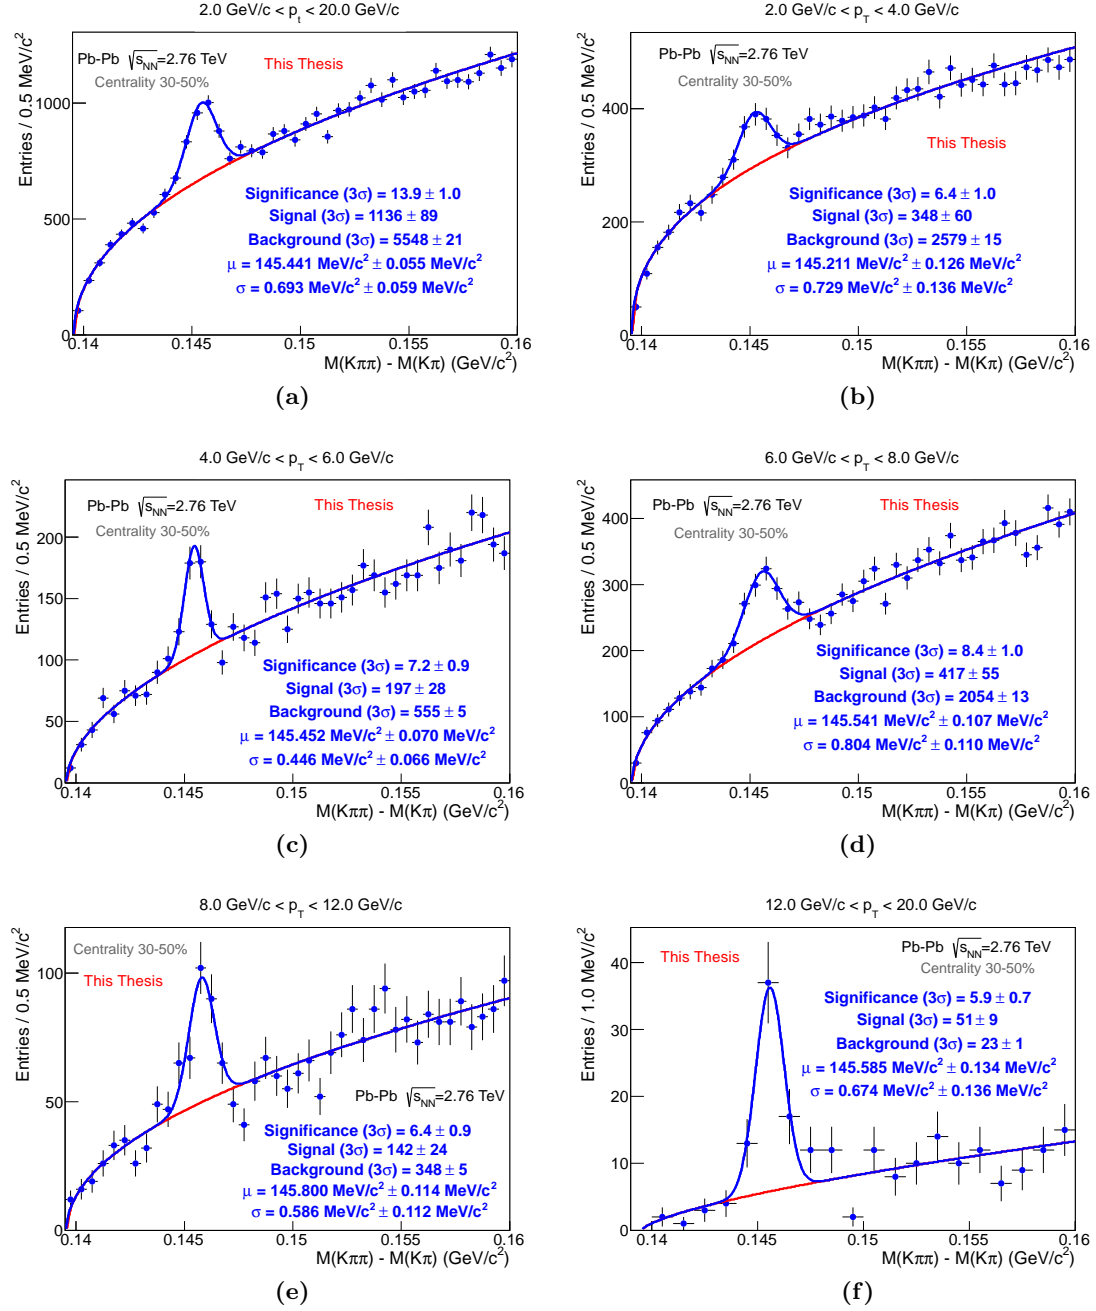 2.0 GeV/c < p_t < 20.0 GeV/c
Entries / 0.5 MeV/c²
Pb-Pb √s_NN=2.76 TeV
Centrality 30-50%
This Thesis
Significance (3σ) = 13.9 ± 1.0
Signal (3σ) = 1136 ± 89
Background (3σ) = 5548 ± 21
μ = 145.441 MeV/c² ± 0.055 MeV/c²
σ = 0.693 MeV/c² ± 0.059 MeV/c²
1000
500
0
0.14 0.145 0.15 0.155 0.16
M(Kππ) - M(Kπ) (GeV/c²)
(a)
2.0 GeV/c < p_T < 4.0 GeV/c
Entries / 0.5 MeV/c²
Pb-Pb √s_NN=2.76 TeV
Centrality 30-50%
This Thesis
Significance (3σ) = 6.4 ± 1.0
Signal (3σ) = 348 ± 60
Background (3σ) = 2579 ± 15
μ = 145.211 MeV/c² ± 0.126 MeV/c²
σ = 0.729 MeV/c² ± 0.136 MeV/c²
400
200
0
0.14 0.145 0.15 0.155 0.16
M(Kππ) - M(Kπ) (GeV/c²)
(b)
4.0 GeV/c < p_T < 6.0 GeV/c
Entries / 0.5 MeV/c²
Pb-Pb √s_NN=2.76 TeV
Centrality 30-50%
This Thesis
Significance (3σ) = 7.2 ± 0.9
Signal (3σ) = 197 ± 28
Background (3σ) = 555 ± 5
μ = 145.452 MeV/c² ± 0.070 MeV/c²
σ = 0.446 MeV/c² ± 0.066 MeV/c²
200
150
100
50
0
0.14 0.145 0.15 0.155 0.16
M(Kππ) - M(Kπ) (GeV/c²)
(c)
6.0 GeV/c < p_T < 8.0 GeV/c
Entries / 0.5 MeV/c²
Pb-Pb √s_NN=2.76 TeV
Centrality 30-50%
This Thesis
Significance (3σ) = 8.4 ± 1.0
Signal (3σ) = 417 ± 55
Background (3σ) = 2054 ± 13
μ = 145.541 MeV/c² ± 0.107 MeV/c²
σ = 0.804 MeV/c² ± 0.110 MeV/c²
400
300
200
100
0
0.14 0.145 0.15 0.155 0.16
M(Kππ) - M(Kπ) (GeV/c²)
(d)
8.0 GeV/c < p_T < 12.0 GeV/c
Entries / 0.5 MeV/c²
Centrality 30-50%
This Thesis
Pb-Pb √s_NN=2.76 TeV
Significance (3σ) = 6.4 ± 0.9
Signal (3σ) = 142 ± 24
Background (3σ) = 348 ± 5
μ = 145.800 MeV/c² ± 0.114 MeV/c²
σ = 0.586 MeV/c² ± 0.112 MeV/c²
100
50
0
0.14 0.145 0.15 0.155 0.16
M(Kππ) - M(Kπ) (GeV/c²)
(e)
12.0 GeV/c < p_T < 20.0 GeV/c
Entries / 1.0 MeV/c²
This Thesis
Pb-Pb √s_NN=2.76 TeV
Centrality 30-50%
Significance (3σ) = 5.9 ± 0.7
Signal (3σ) = 51 ± 9
Background (3σ) = 23 ± 1
μ = 145.585 MeV/c² ± 0.134 MeV/c²
σ = 0.674 MeV/c² ± 0.136 MeV/c²
40
30
20
10
0
0.14 0.145 0.15 0.155 0.16
M(Kππ) - M(Kπ) (GeV/c²)
(f)